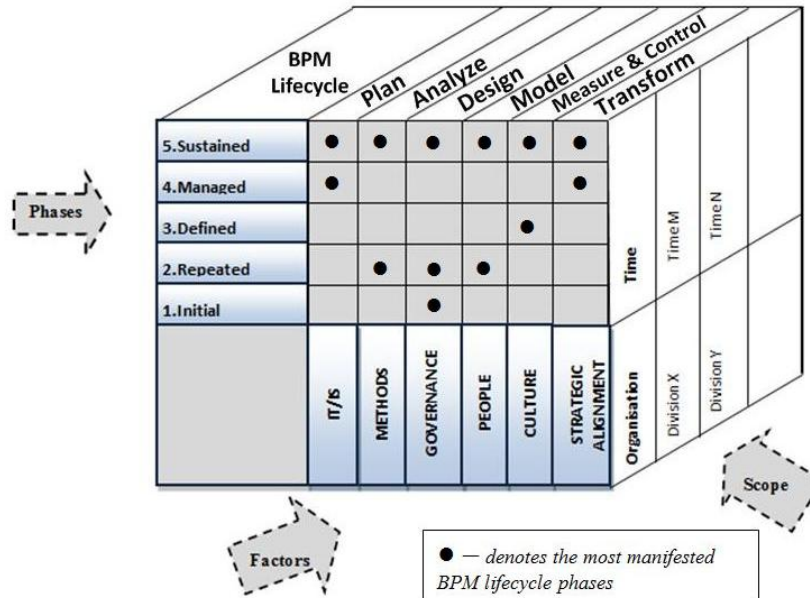 BPM
Lifecycle
Plan
Analyze
Design
Model
Measure & Control
Transform
5.Sustained
4.Managed
3.Defined
2.Repeated
1.Initial
Phases
Time
Time M
Time N
IT/IS
METHODS
GOVERNANCE
PEOPLE
CULTURE
STRATEGIC
ALIGNMENT
Organisation
Division X
Division Y
Scope
Factors
● — denotes the most manifested
BPM lifecycle phases